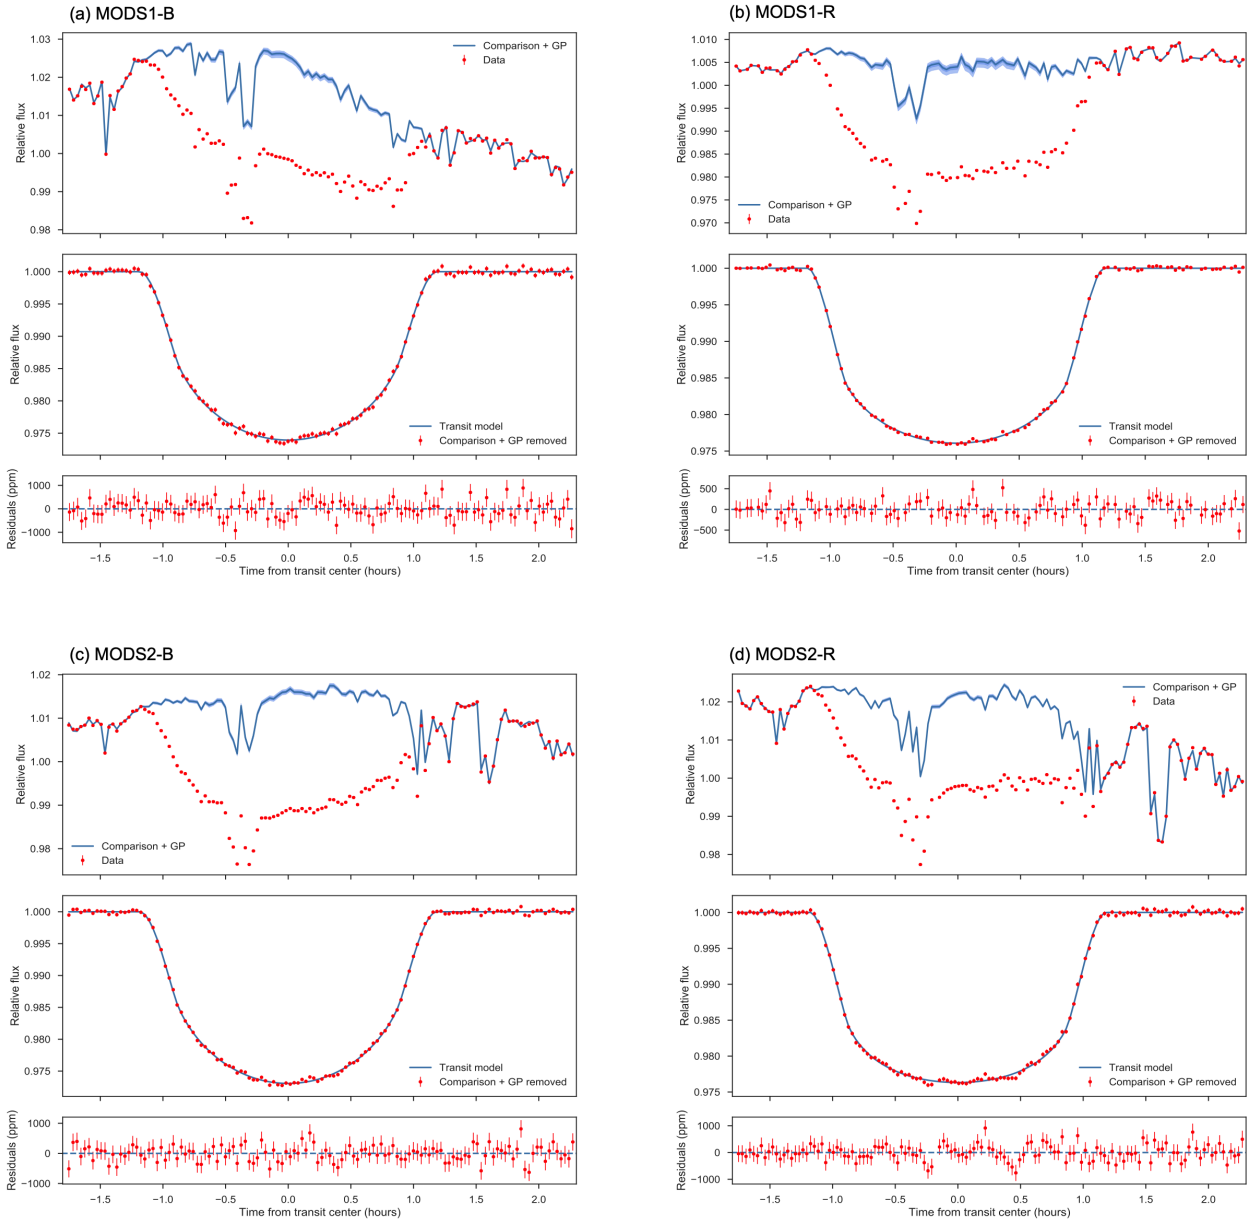 (a) MODS1-B
1.03
1.02
1.01
1.00
0.99
0.98
Relative flux
Comparison + GP
Data
1.000
0.995
0.990
0.985
0.980
0.975
Relative flux
Transit model
Comparison + GP removed
1000
0
−1000
Residuals (ppm)
−1.5 −1.0 −0.5 0.0 0.5 1.0 1.5 2.0
Time from transit center (hours)
(b) MODS1-R
1.010
1.005
1.000
0.995
0.990
0.985
0.980
0.975
0.970
Relative flux
Comparison + GP
Data
1.000
0.995
0.990
0.985
0.980
0.975
Relative flux
Transit model
Comparison + GP removed
500
0
−500
Residuals (ppm)
−1.5 −1.0 −0.5 0.0 0.5 1.0 1.5 2.0
Time from transit center (hours)
(c) MODS2-B
1.02
1.01
1.00
0.99
0.98
Relative flux
Comparison + GP
Data
1.000
0.995
0.990
0.985
0.980
0.975
Relative flux
Transit model
Comparison + GP removed
1000
0
−1000
Residuals (ppm)
−1.5 −1.0 −0.5 0.0 0.5 1.0 1.5 2.0
Time from transit center (hours)
(d) MODS2-R
1.02
1.01
1.00
0.99
0.98
Relative flux
Comparison + GP
Data
1.000
0.995
0.990
0.985
0.980
0.975
Relative flux
Transit model
Comparison + GP removed
1000
0
−1000
Residuals (ppm)
−1.5 −1.0 −0.5 0.0 0.5 1.0 1.5 2.0
Time from transit center (hours)